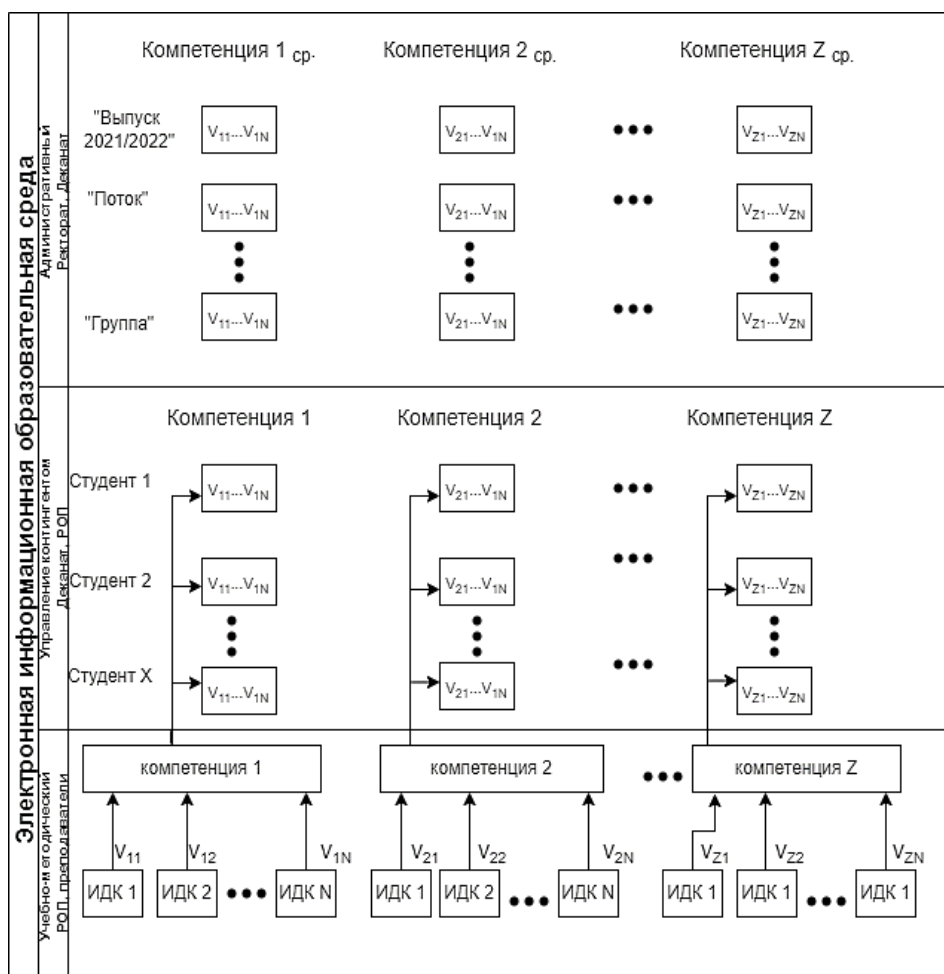 Электронная информационная образовательная среда
Административный
Ректорат, Деканат
Компетенция 1 ср.
Компетенция 2 ср.
Компетенция Z ср.
"Выпуск
2021/2022"
V11...V1N
V21...V1N
VZ1...VZN
"Поток"
V11...V1N
V21...V1N
VZ1...VZN
"Группа"
V11...V1N
V21...V1N
VZ1...VZN
Управление контингентом
Деканат, РОП
Компетенция 1
Компетенция 2
Компетенция Z
Студент 1
V11...V1N
V21...V1N
VZ1...VZN
Студент 2
V11...V1N
V21...V1N
VZ1...VZN
Студент X
V11...V1N
V21...V1N
VZ1...VZN
Учебно-методический
РОП, преподаватели
компетенция 1
компетенция 2
компетенция Z
V11
V12
V1N
V21
V22
V2N
VZ1
VZ2
VZN
ИДК 1
ИДК 2
ИДК N
ИДК 1
ИДК 2
ИДК N
ИДК 1
ИДК 1
ИДК 1